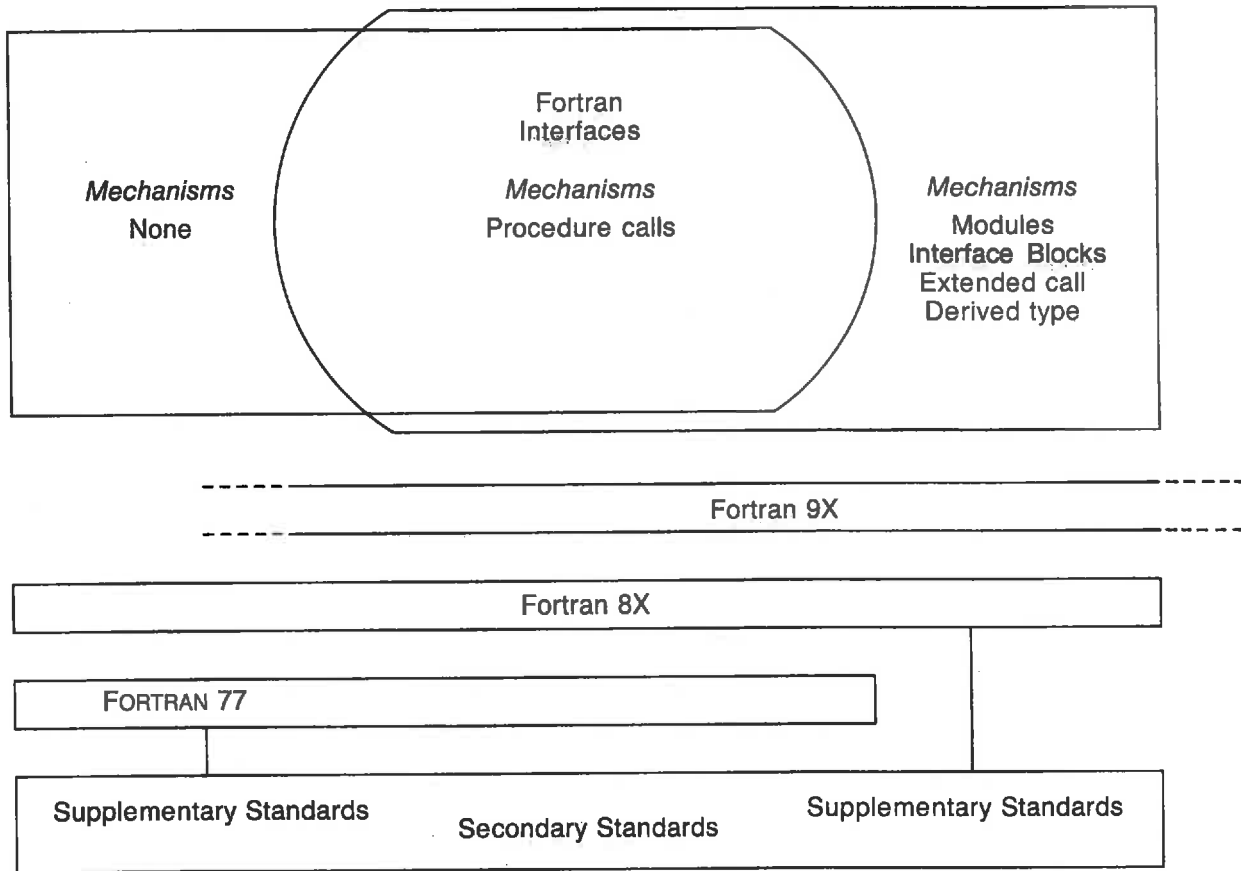 Fortran
Interfaces
Mechanisms
None
Mechanisms
Procedure calls
Mechanisms
Modules
Interface Blocks
Extended call
Derived type
Fortran 9X
Fortran 8X
FORTRAN 77
Supplementary Standards
Secondary Standards
Supplementary Standards